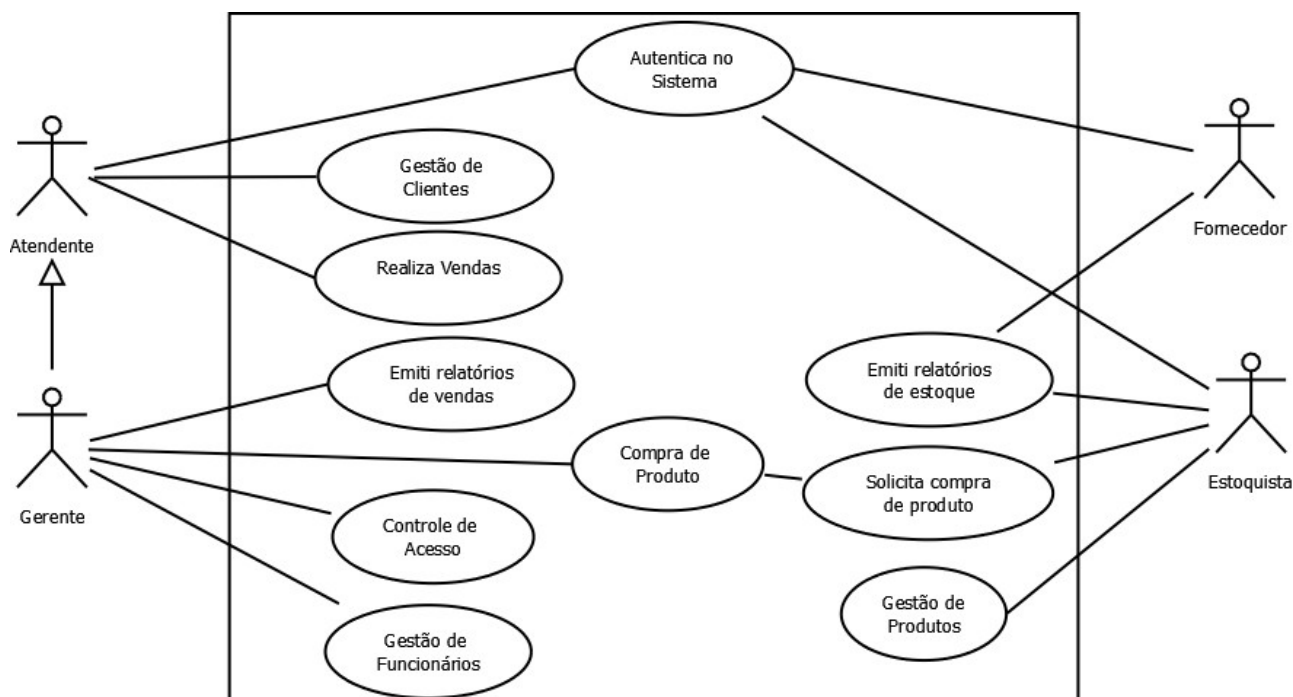 Autentica no
Sistema
Gestão de
Clientes
Atendente
Fornecedor
Realiza Vendas
Emiti relatórios
de vendas
Emiti relatórios
de estoque
Compra de
Produto
Solicita compra
de produto
Estoquista
Gerente
Controle de
Acesso
Gestão de
Produtos
Gestão de
Funcionários